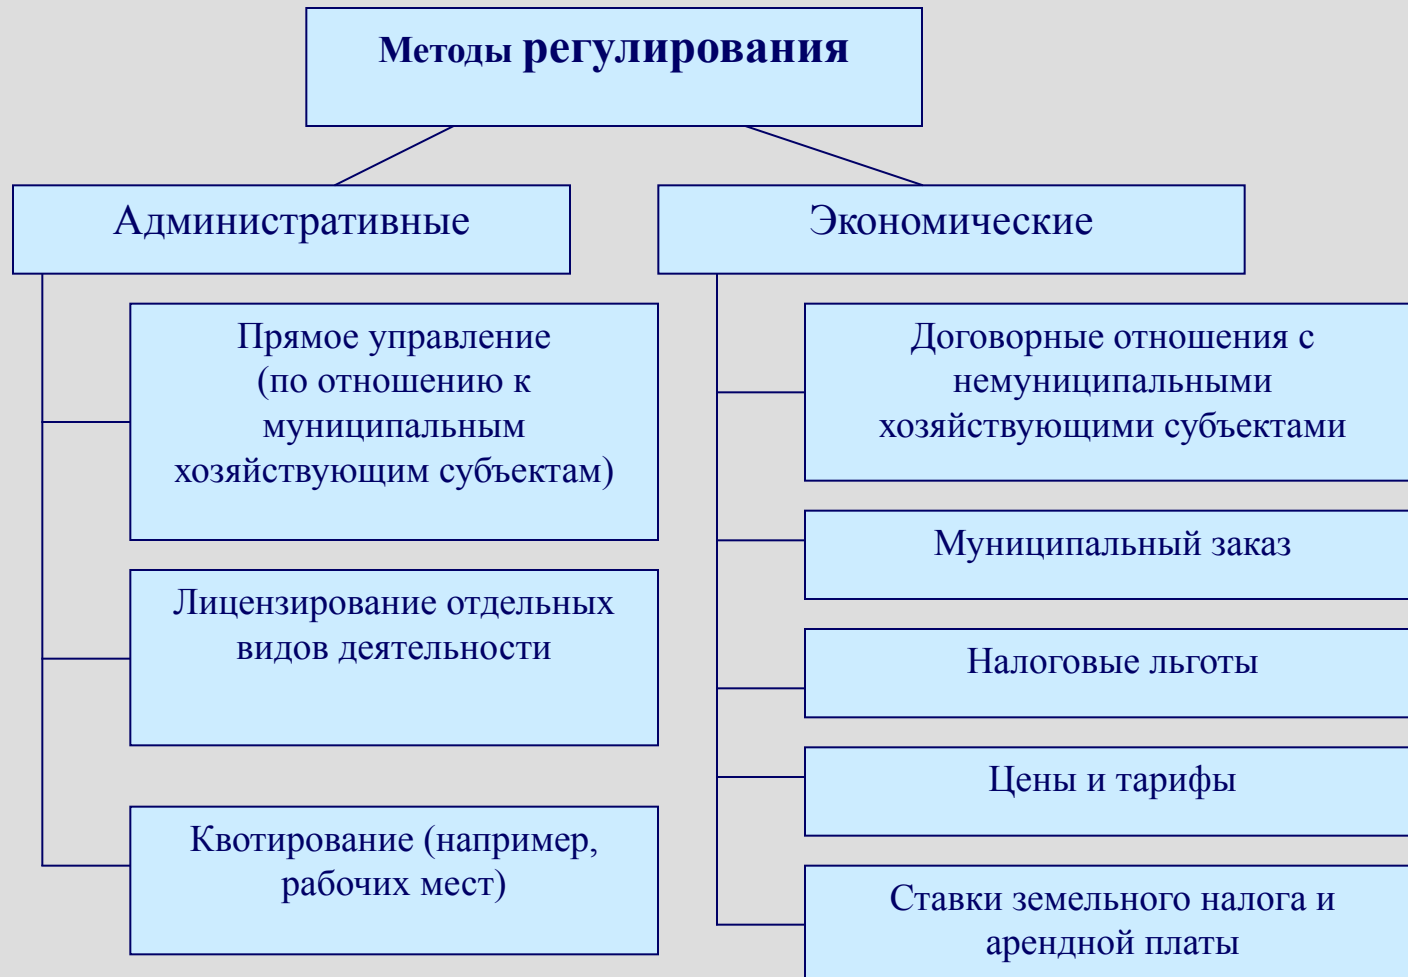 Методы регулирования
Административные
Прямое управление
(по отношению к
муниципальным
хозяйствующим субъектам)
Лицензирование отдельных
видов деятельности
Квотирование (например,
рабочих мест)
Экономические
Договорные отношения с
немуниципальными
хозяйствующими субъектами
Муниципальный заказ
Налоговые льготы
Цены и тарифы
Ставки земельного налога и
арендной платы